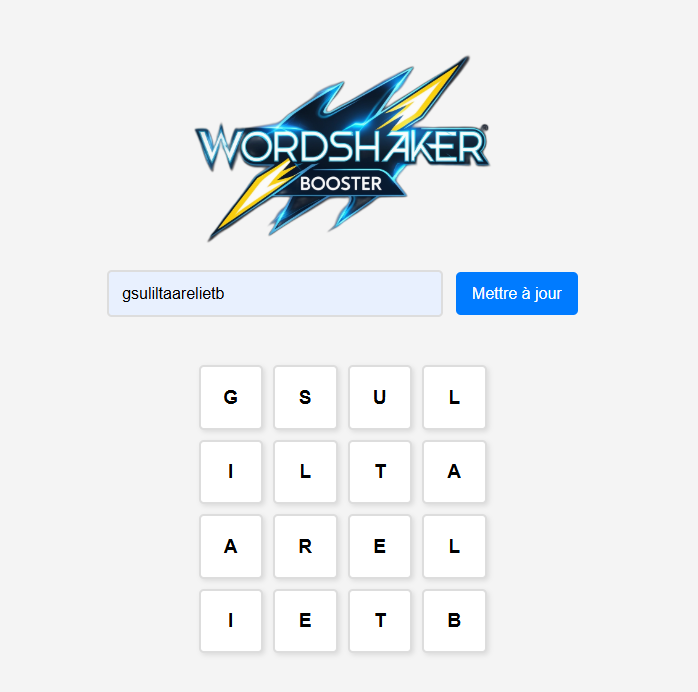 WORDSHAKER
BOOSTER
gsuliltaarelietb
Mettre à jour
G S U L
I L T A
A R E L
I E T B